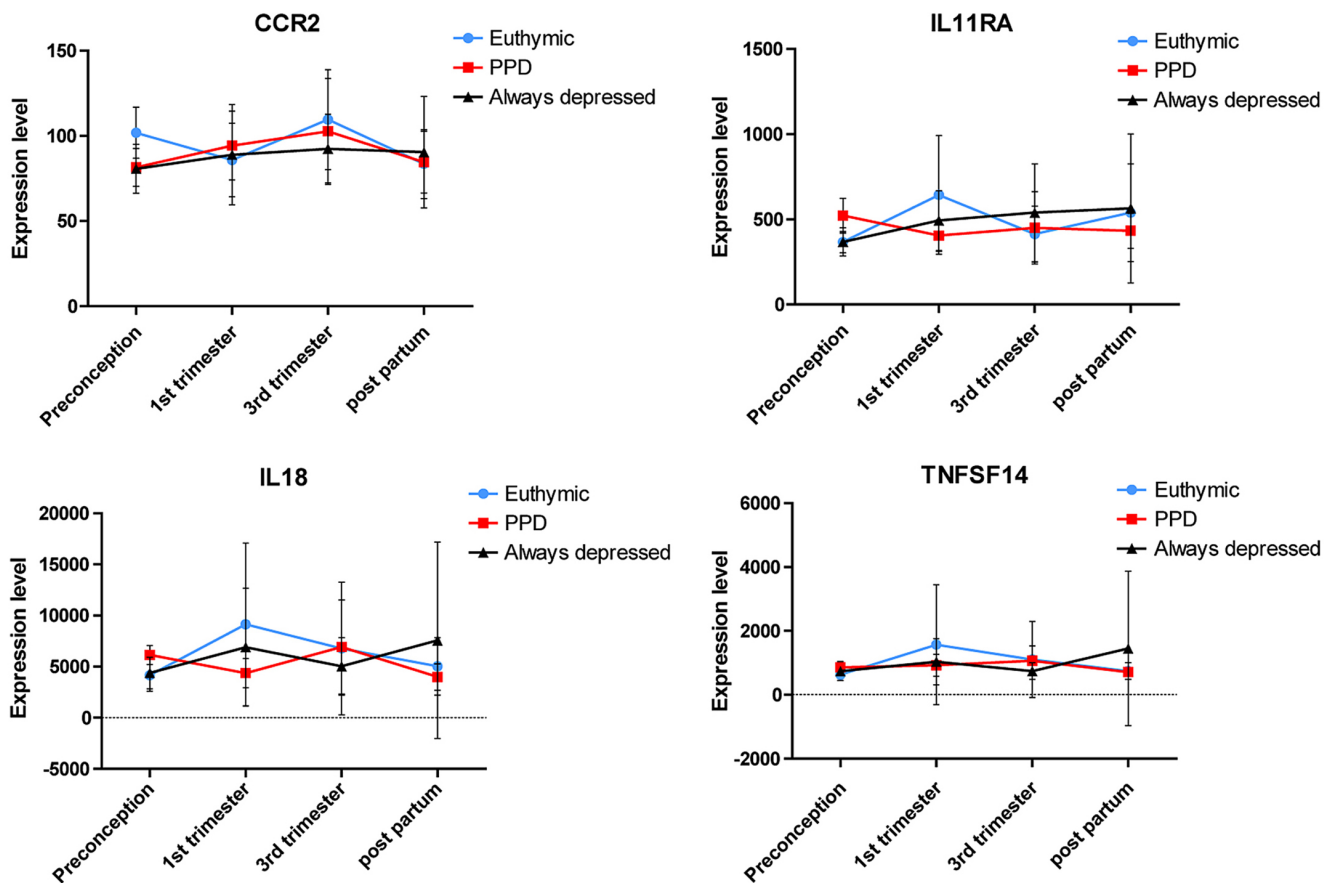 CCR2
Euthymic
PPD
Always depressed
Expression level
150
100
50
0
Preconception
1st trimester
3rd trimester
post partum
IL11RA
Euthymic
PPD
Always depressed
Expression level
1500
1000
500
0
Preconception
1st trimester
3rd trimester
post partum
IL18
Euthymic
PPD
Always depressed
Expression level
20000
15000
10000
5000
0
-5000
Preconception
1st trimester
3rd trimester
post partum
TNFSF14
Euthymic
PPD
Always depressed
Expression level
6000
4000
2000
0
-2000
Preconception
1st trimester
3rd trimester
post partum